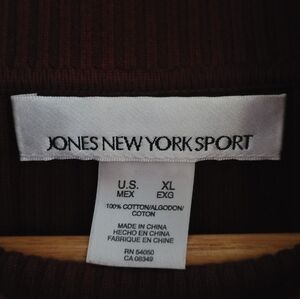 JONES NEW YORK SPORT
U.S. XL
MEX EXG
100% COTTON/ALGODON/
COTON
MADE IN CHINA
HECHO EN CHINA
FABRIQUE EN CHINE
RN 54050
CA 08349